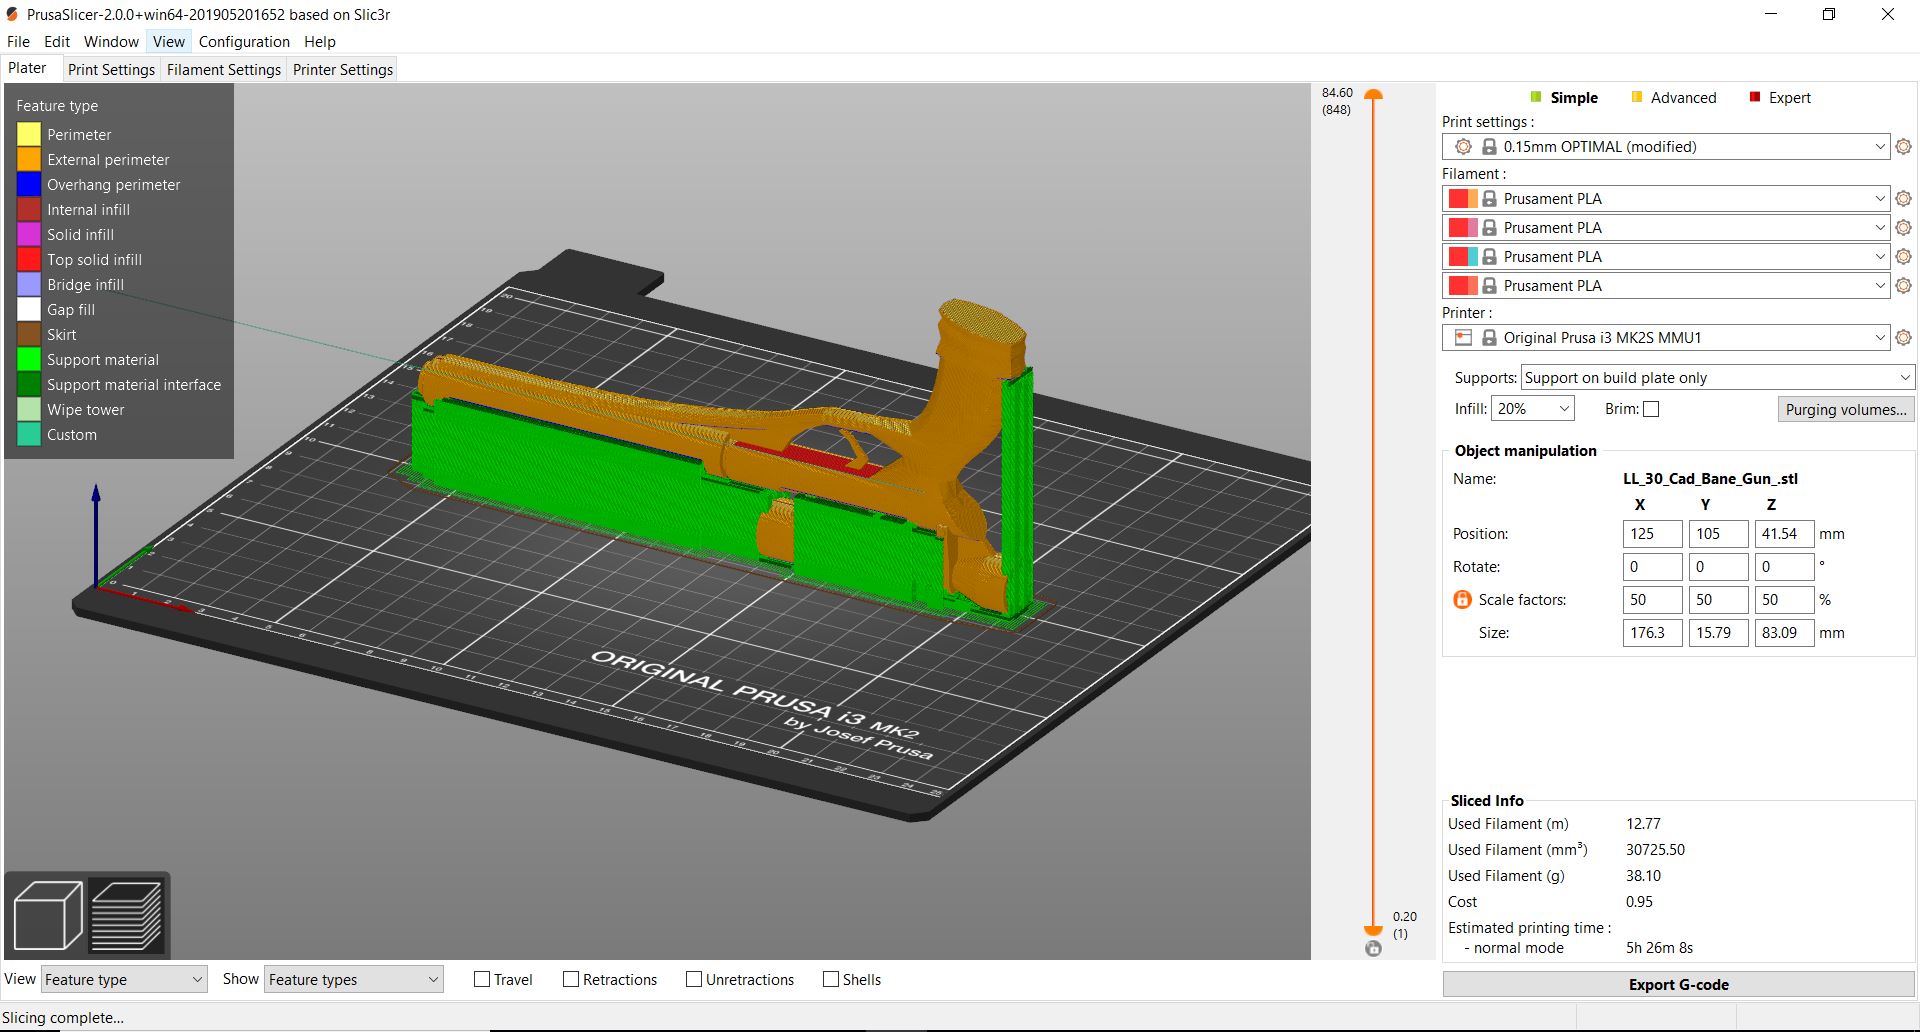 PrusaSlicer-2.0.0+win64-201905201652 based on Slic3r
File Edit Window View Configuration Help
Plater Print Settings Filament Settings Printer Settings
Feature type
Perimeter
External perimeter
Overhang perimeter
Internal infill
Solid infill
Top solid infill
Bridge infill
Gap fill
Skirt
Support material
Support material interface
Wipe tower
Custom
ORIGINAL PRUSA i3 MK2
by Josef Prusa
84.60
(848)
0.20
(1)
Simple Advanced Expert
Print settings :
0.15mm OPTIMAL (modified)
Filament :
Prusament PLA
Prusament PLA
Prusament PLA
Prusament PLA
Printer :
Original Prusa i3 MK2S MMU1
Supports: Support on build plate only
Infill: 20% Brim: Purging volumes...
Object manipulation
Name: LL_30_Cad_Bane_Gun_.stl
X Y Z
Position: 125 105 41.54 mm
Rotate: 0 0 0 °
Scale factors: 50 50 50 %
Size: 176.3 15.79 83.09 mm
Sliced Info
Used Filament (m) 12.77
Used Filament (mm³) 30725.50
Used Filament (g) 38.10
Cost 0.95
Estimated printing time :
- normal mode 5h 26m 8s
Export G-code
View Feature type Show Feature types Travel Retractions Unretractions Shells
Slicing complete...